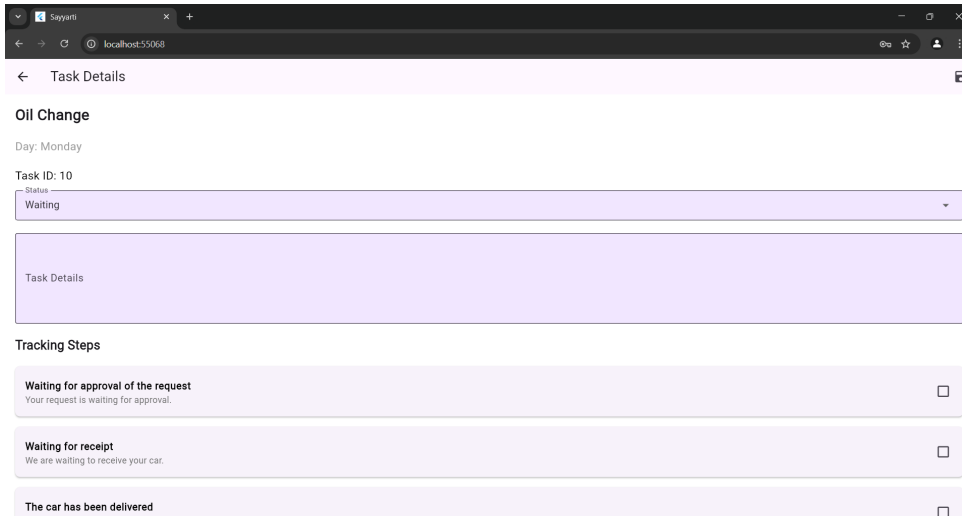 Sayyarti
localhost:55068
Task Details
Oil Change
Day: Monday
Task ID: 10
Status
Waiting
Task Details
Tracking Steps
Waiting for approval of the request
Your request is waiting for approval.
Waiting for receipt
We are waiting to receive your car.
The car has been delivered